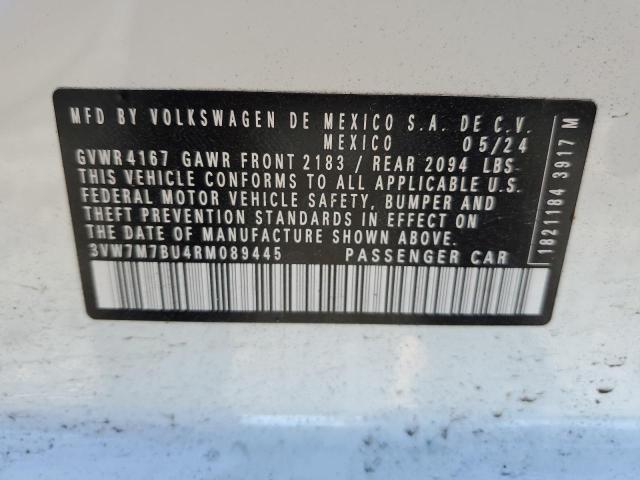 MFD BY VOLKSWAGEN DE MEXICO S.A. DE C.V.
MEXICO 05/24
GVWR 4167 GAWR FRONT 2183 / REAR 2094 LBS
THIS VEHICLE CONFORMS TO ALL APPLICABLE U.S.
FEDERAL MOTOR VEHICLE SAFETY, BUMPER AND
THEFT PREVENTION STANDARDS IN EFFECT ON
THE DATE OF MANUFACTURE SHOWN ABOVE.
3VW7M7BU4RM089445 PASSENGER CAR
1821184 3917 M